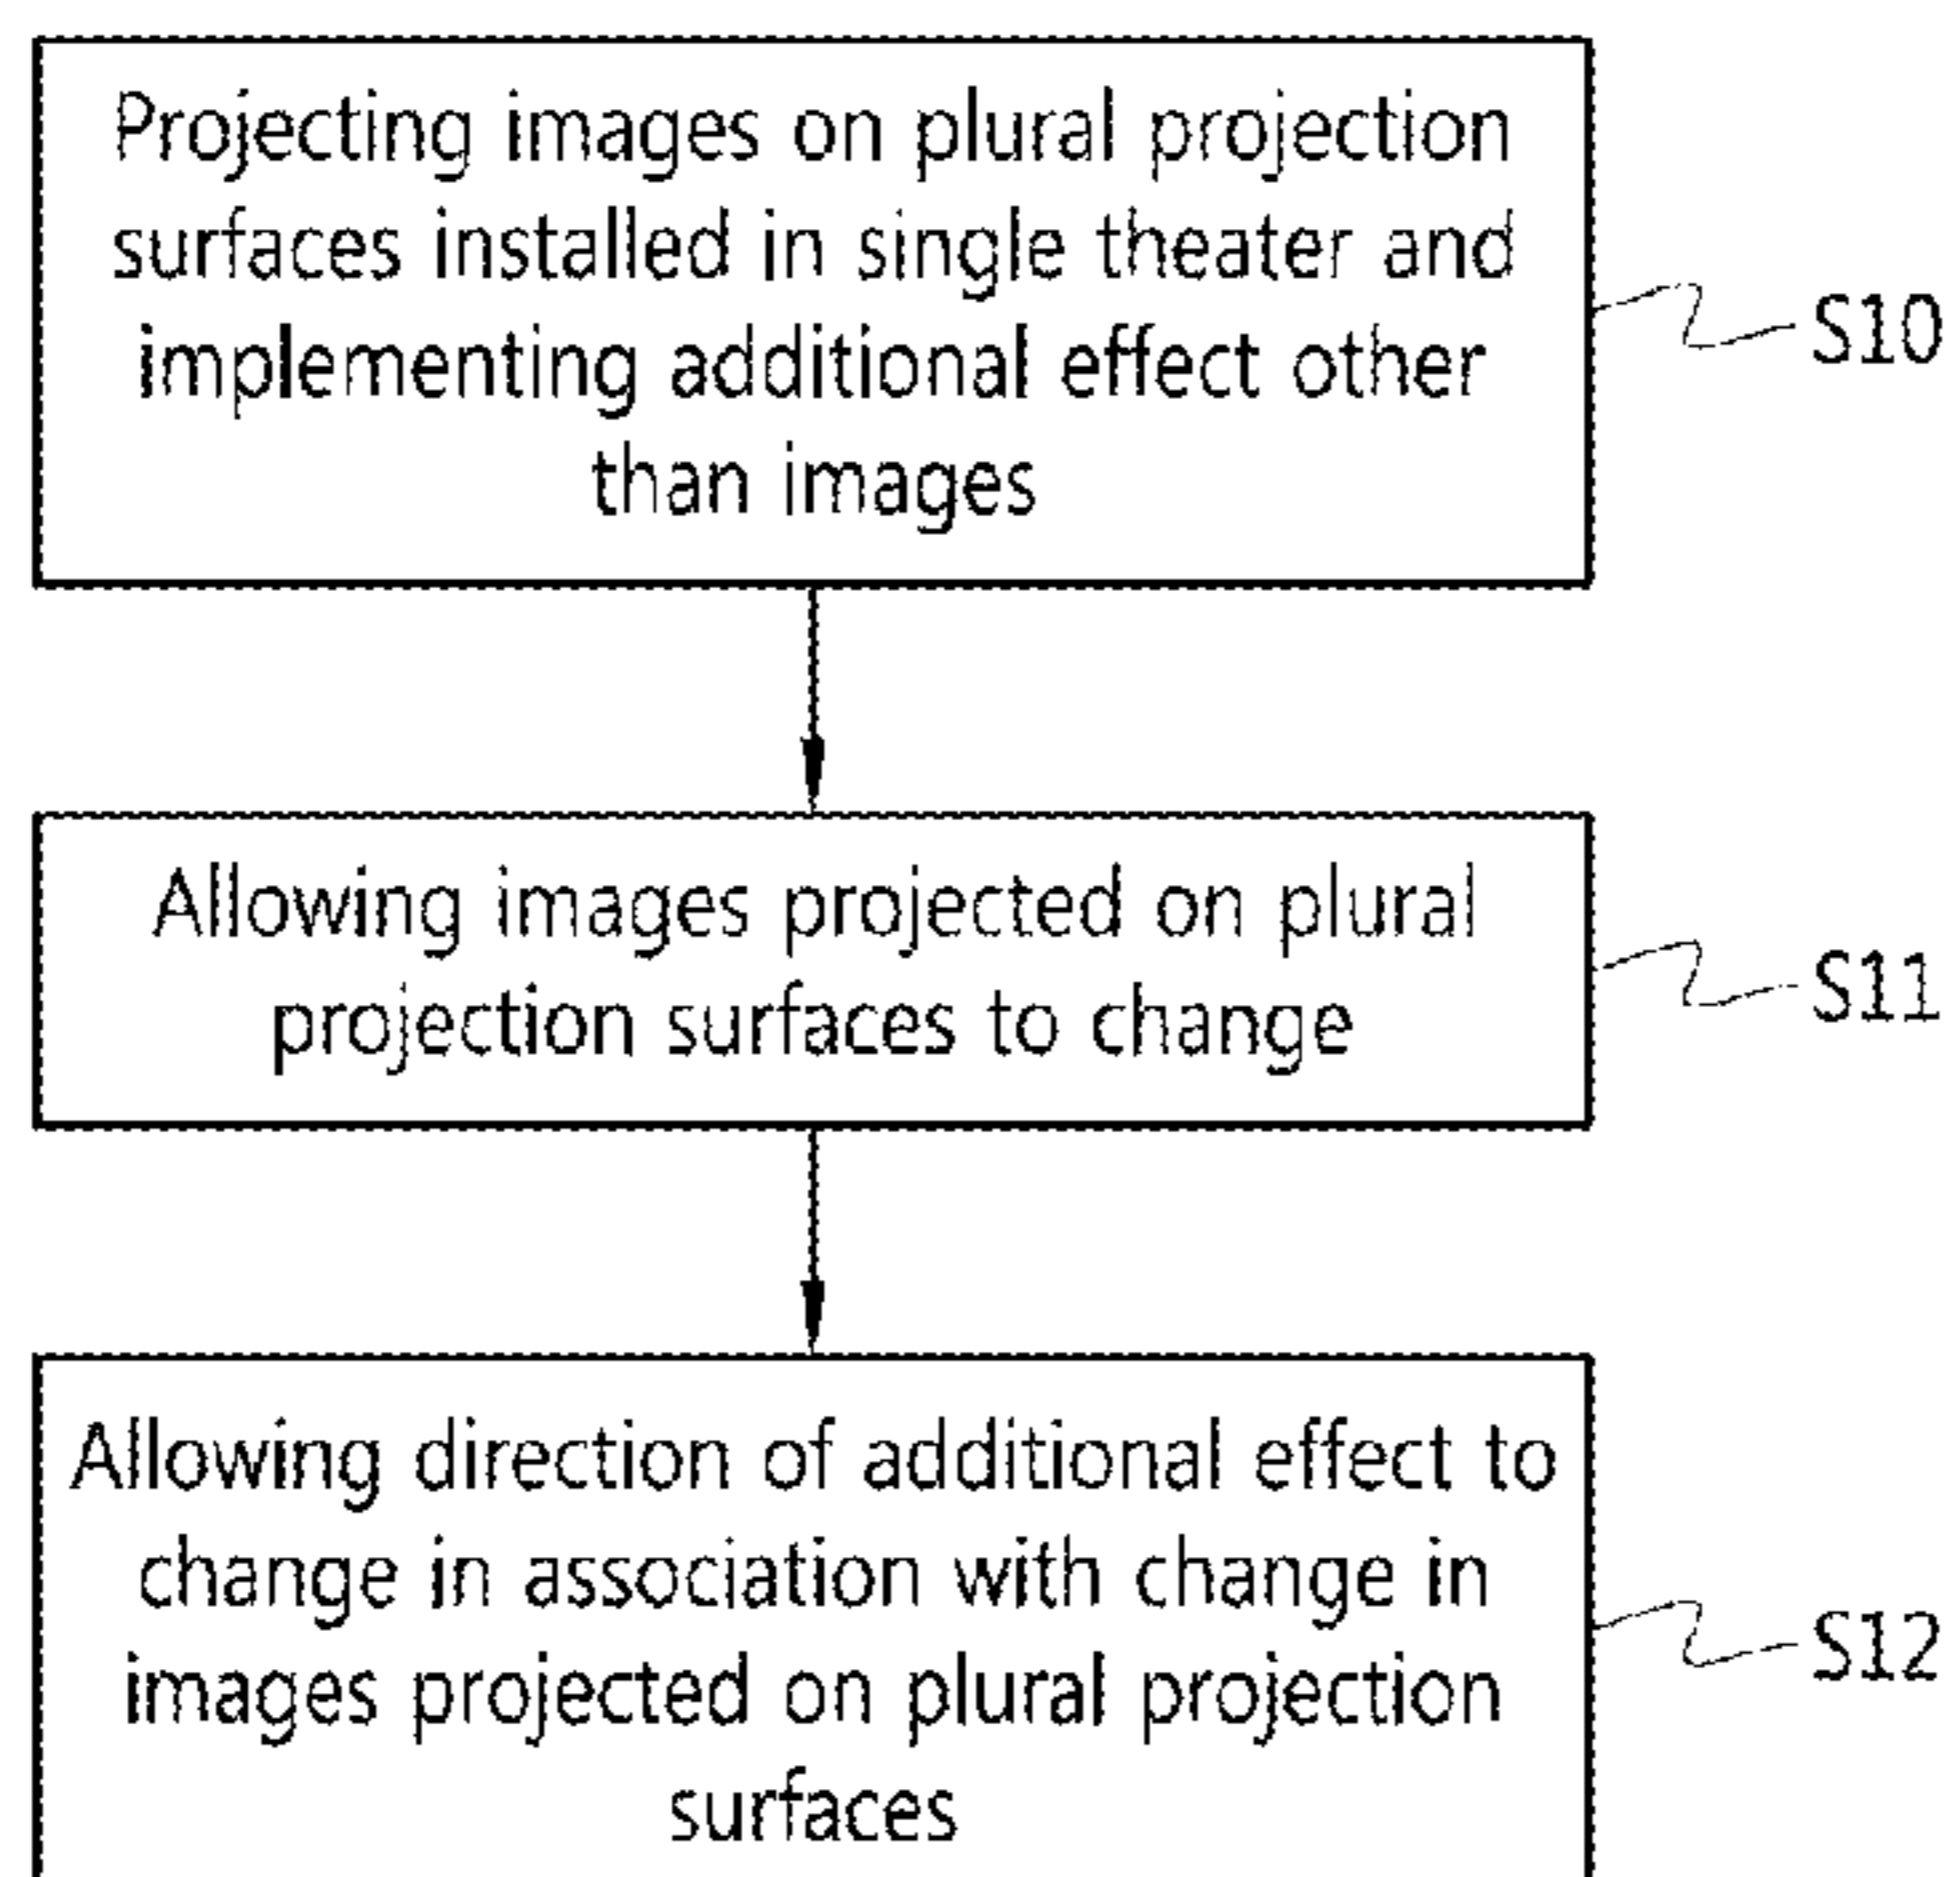 Projecting images on plural projection
surfaces installed in single theater and
implementing additional effect other
than images
S10
Allowing images projected on plural
projection surfaces to change
S11
Allowing direction of additional effect to
change in association with change in
images projected on plural projection
surfaces
S12